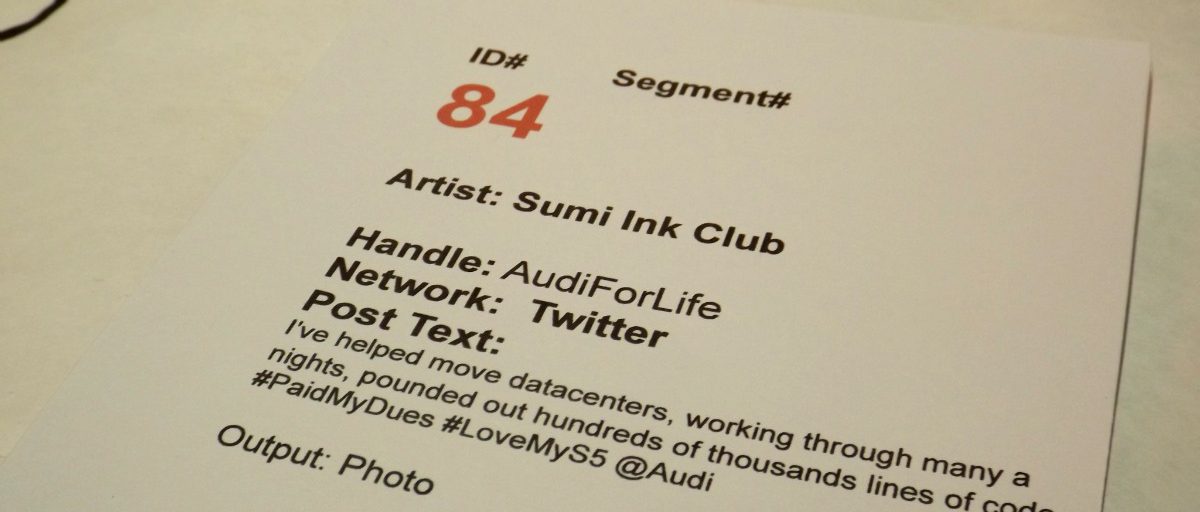 ID# Segment#
84
Artist: Sumi Ink Club
Handle: AudiForLife
Network: Twitter
Post Text:
I've helped move datacenters, working through many a
nights, pounded out hundreds of thousands lines of code
#PaidMyDues #LoveMyS5 @Audi
Output: Photo